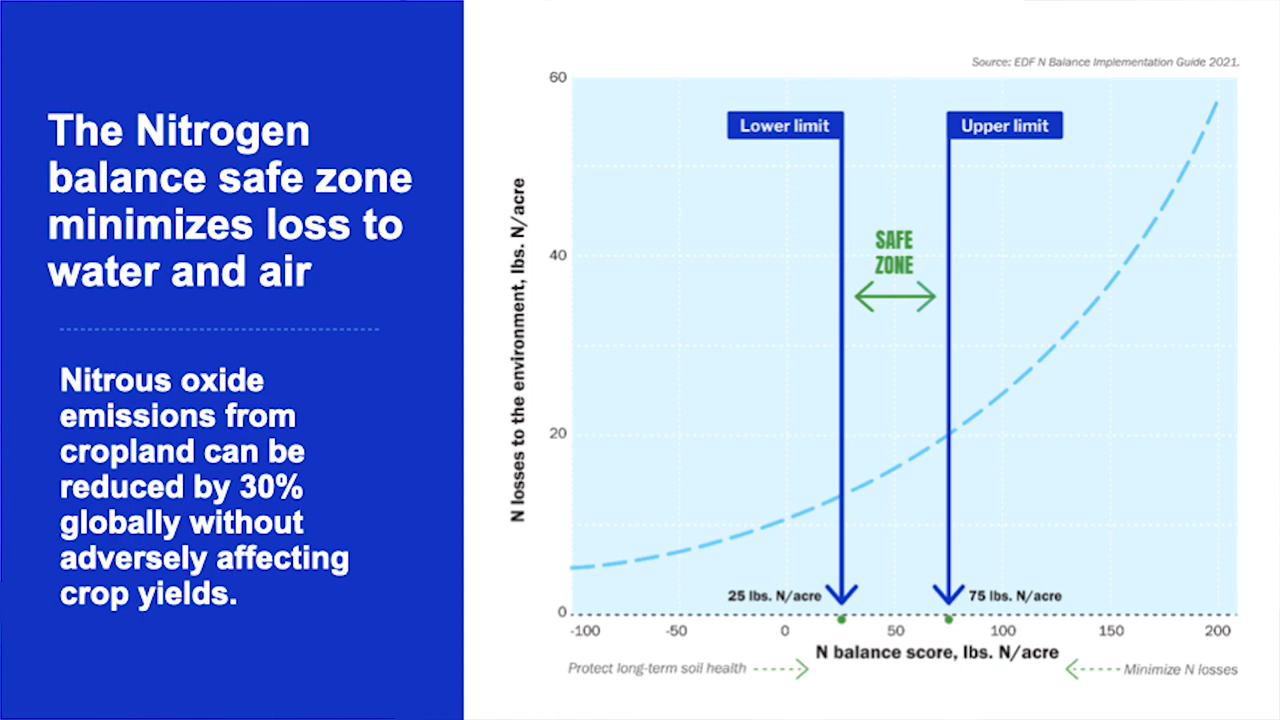 The Nitrogen
balance safe zone
minimizes loss to
water and air
Nitrous oxide
emissions from
cropland can be
reduced by 30%
globally without
adversely affecting
crop yields.
Source: EDF N Balance Implementation Guide 2021.
N losses to the environment, lbs. N/acre
60
40
20
0
Lower limit
Upper limit
SAFE
ZONE
25 lbs. N/acre
75 lbs. N/acre
-100 -50 0 50 100 150 200
N balance score, lbs. N/acre
Protect long-term soil health
Minimize N losses